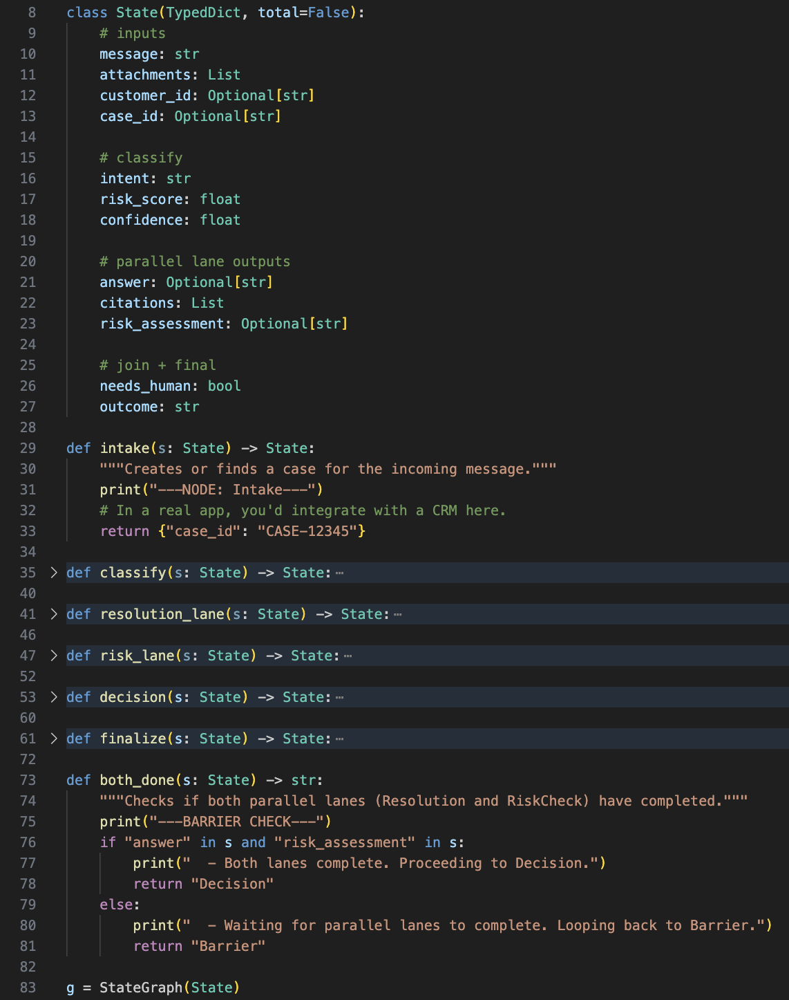 8 class State(TypedDict, total=False):
9     # inputs
10     message: str
11     attachments: List
12     customer_id: Optional[str]
13     case_id: Optional[str]
14
15     # classify
16     intent: str
17     risk_score: float
18     confidence: float
19
20     # parallel lane outputs
21     answer: Optional[str]
22     citations: List
23     risk_assessment: Optional[str]
24
25     # join + final
26     needs_human: bool
27     outcome: str
28
29 def intake(s: State) -> State:
30     """Creates or finds a case for the incoming message."""
31     print("---NODE: Intake---")
32     # In a real app, you'd integrate with a CRM here.
33     return {"case_id": "CASE-12345"}
34
35 > def classify(s: State) -> State: ⋯
40
41 > def resolution_lane(s: State) -> State: ⋯
46
47 > def risk_lane(s: State) -> State: ⋯
52
53 > def decision(s: State) -> State: ⋯
60
61 > def finalize(s: State) -> State: ⋯
72
73 def both_done(s: State) -> str:
74     """Checks if both parallel lanes (Resolution and RiskCheck) have completed."""
75     print("---BARRIER CHECK---")
76     if "answer" in s and "risk_assessment" in s:
77         print("  - Both lanes complete. Proceeding to Decision.")
78         return "Decision"
79     else:
80         print("  - Waiting for parallel lanes to complete. Looping back to Barrier.")
81         return "Barrier"
82
83 g = StateGraph(State)